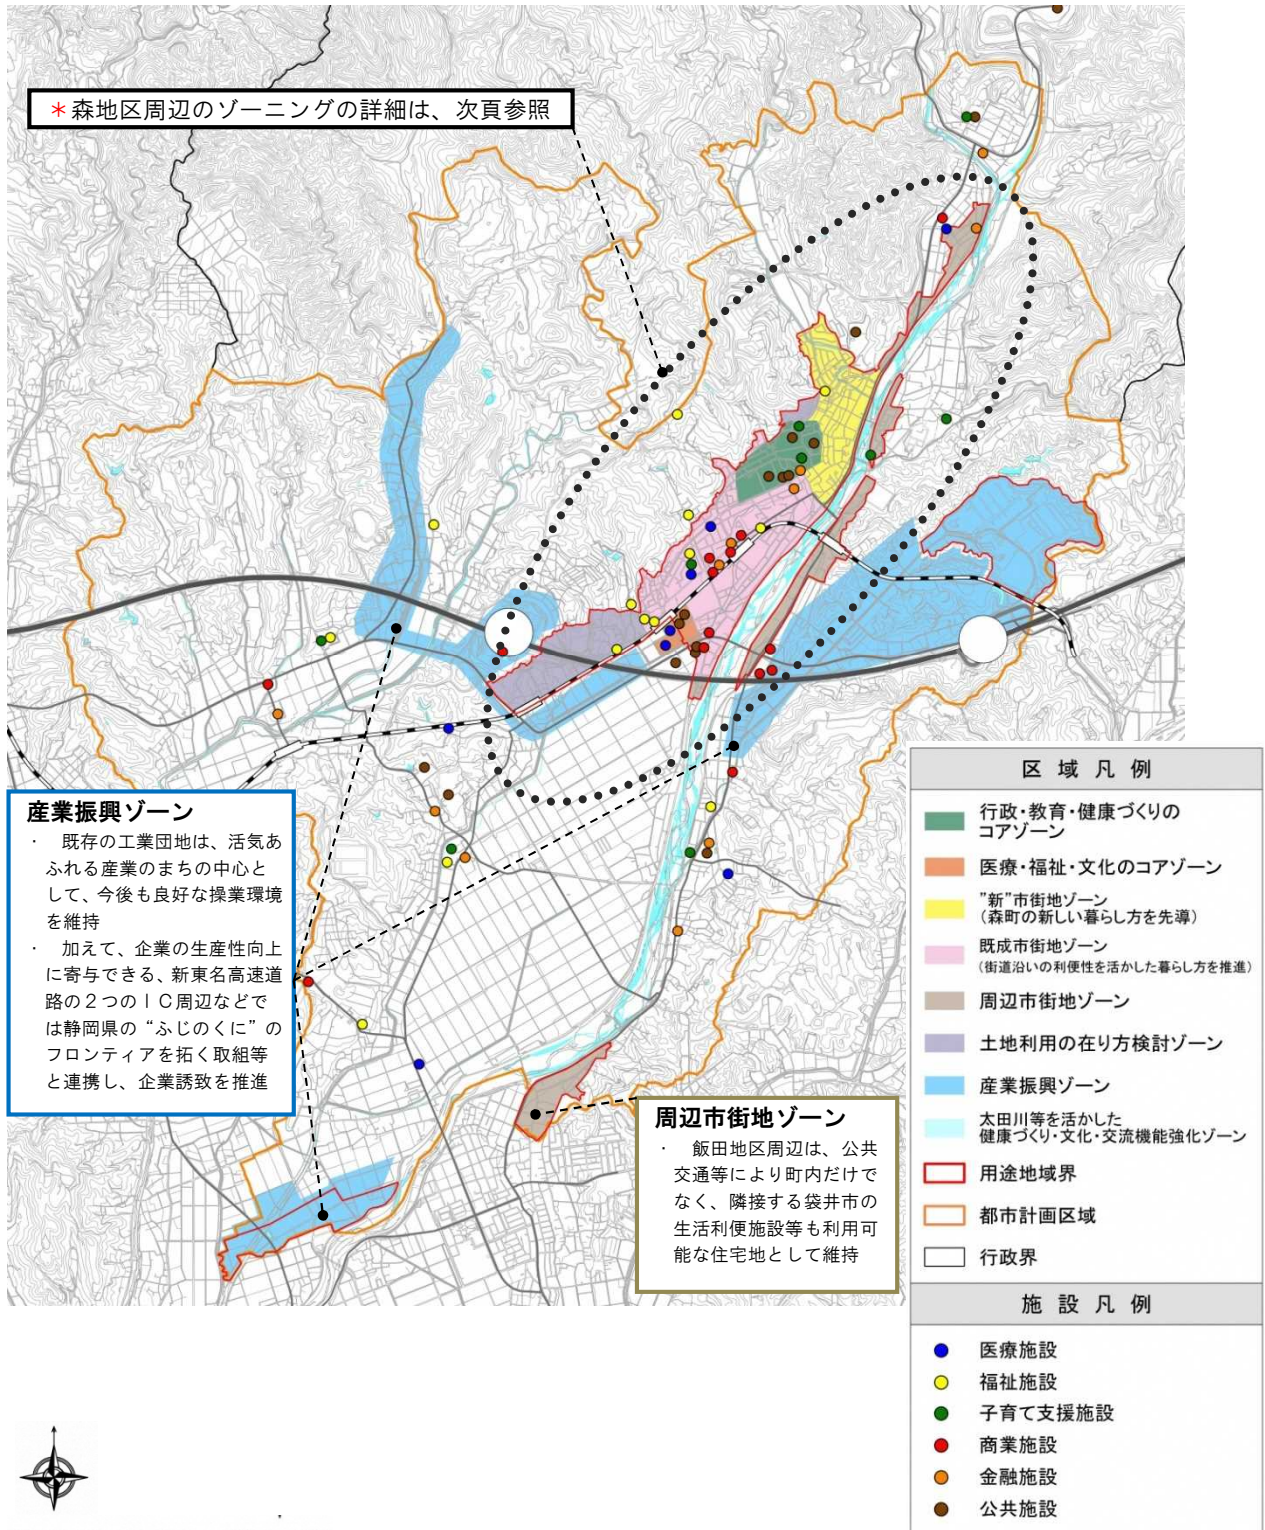 ＊森地区周辺のゾーニングの詳細は、次頁参照
産業振興ゾーン
・　既存の工業団地は、活気あ
ふれる産業のまちの中心と
して、今後も良好な操業環境
を維持
・　加えて、企業の生産性向上
に寄与できる、新東名高速道
路の２つのＩＣ周辺などで
は静岡県の“ふじのくに”の
フロンティアを拓く取組等
と連携し、企業誘致を推進
周辺市街地ゾーン
・　飯田地区周辺は、公共
交通等により町内だけで
なく、隣接する袋井市の
生活利便施設等も利用可
能な住宅地として維持
区域凡例
行政・教育・健康づくりの
コアゾーン
医療・福祉・文化のコアゾーン
”新”市街地ゾーン
（森町の新しい暮らし方を先導）
既成市街地ゾーン
（街道沿いの利便性を活かした暮らし方を推進）
周辺市街地ゾーン
土地利用の在り方検討ゾーン
産業振興ゾーン
太田川等を活かした
健康づくり・文化・交流機能強化ゾーン
用途地域界
都市計画区域
行政界
施設凡例
医療施設
福祉施設
子育て支援施設
商業施設
金融施設
公共施設